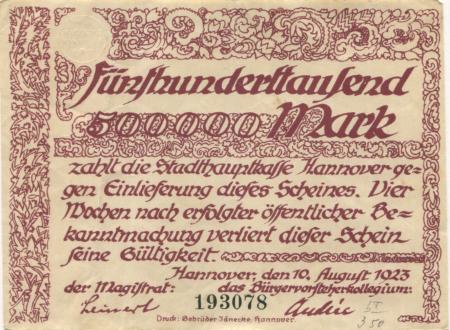 Fünfhunderttausend
500000 Mark
zahlt die Stadthauptkasse Hannover ge-
gen Einlieferung dieses Scheines. Vier
Wochen nach erfolgter öffentlicher Be-
kanntmachung verliert dieser Schein
seine Gültigkeit.
Hannover, den 10. August 1923
der Magistrat: das Bürgervorsteherkollegium:
Leinert
193078
Druck: Gebrüder Jänecke, Hannover.
350